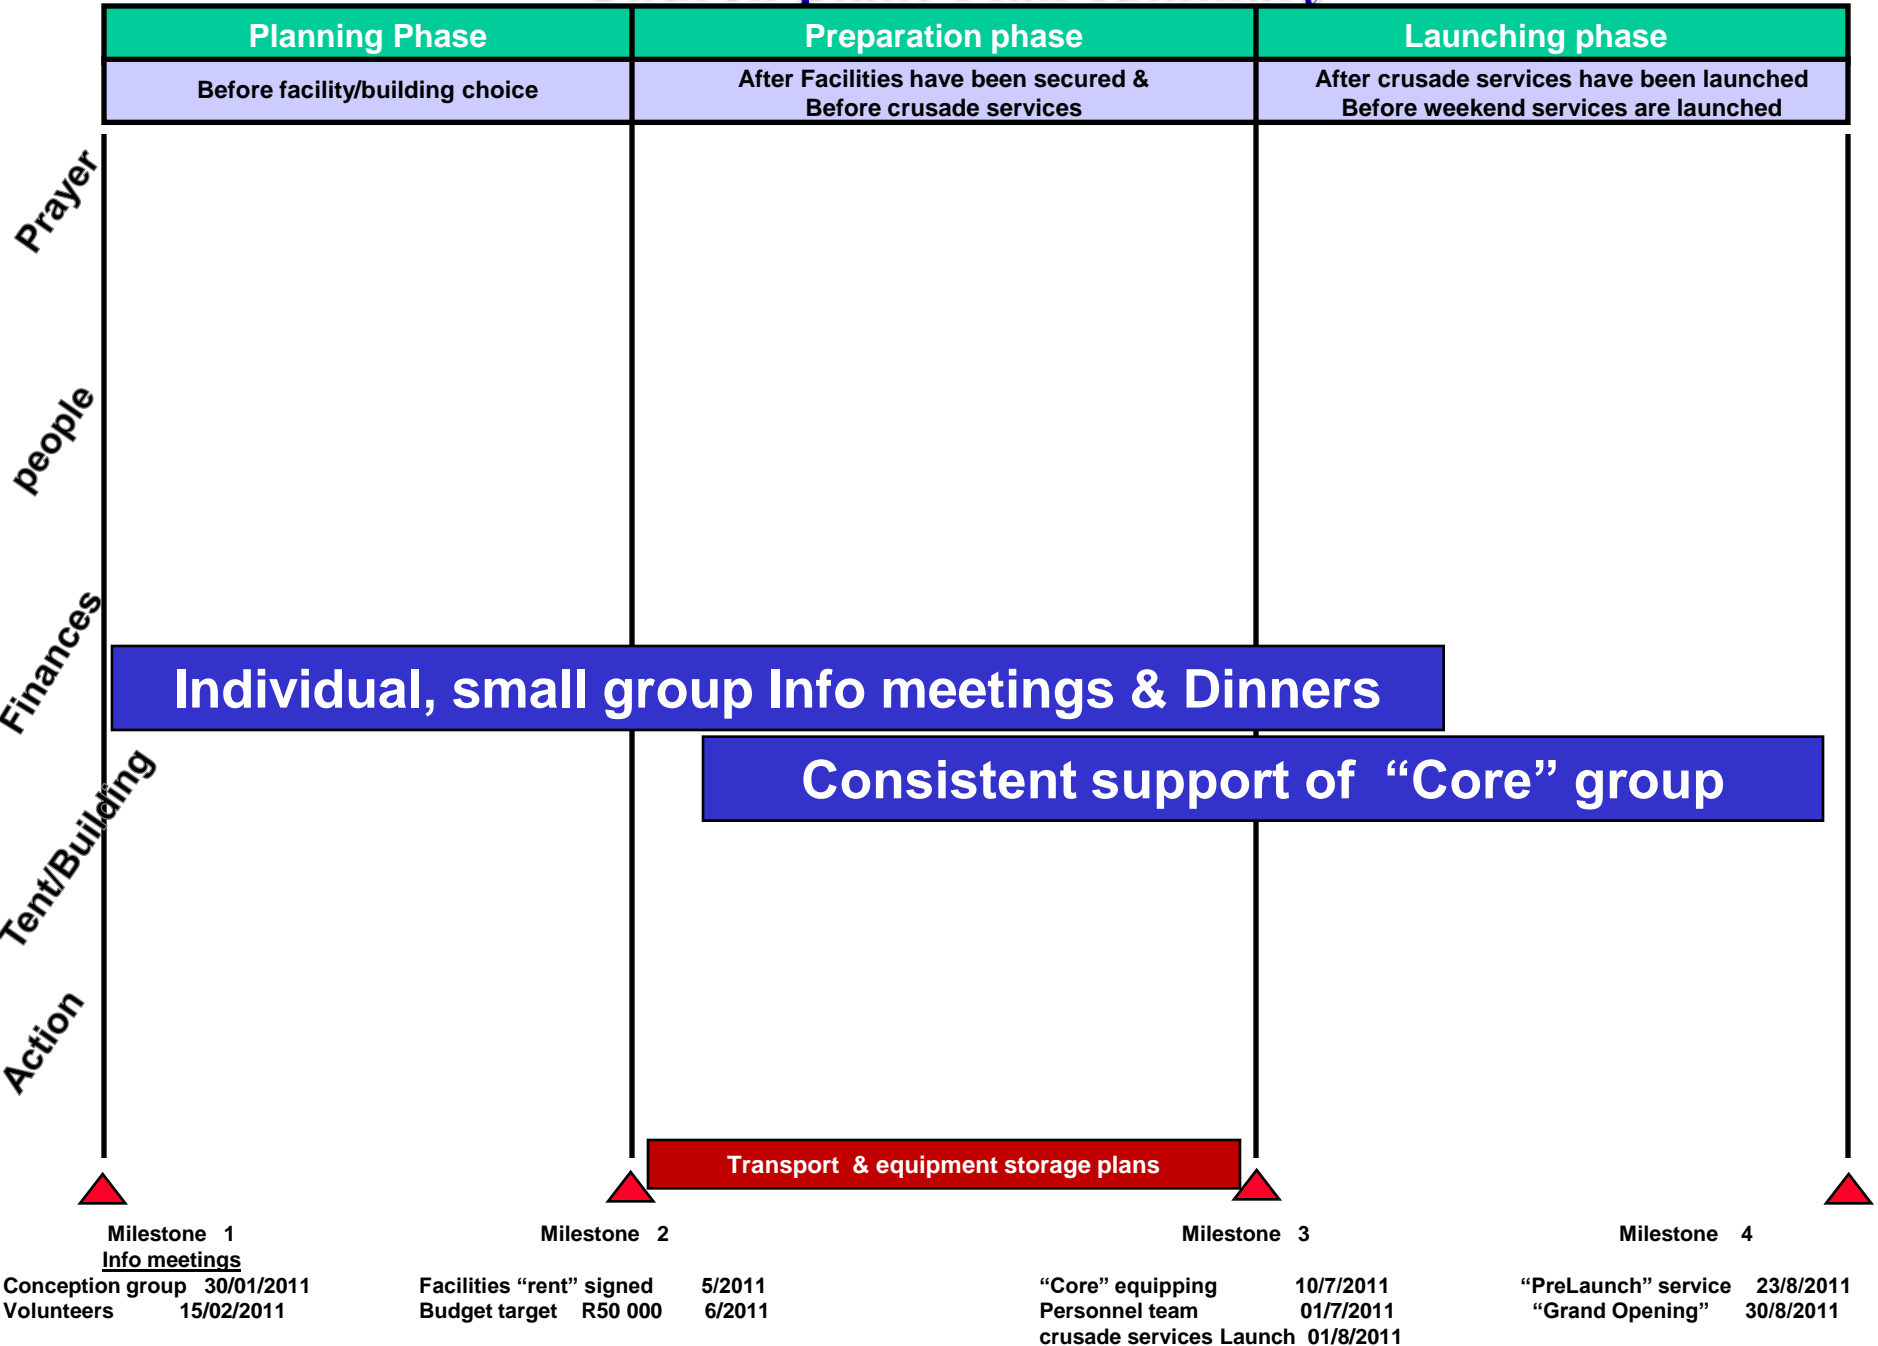 Planning Phase Preparation phase Launching phase
Before facility/building choice
After Facilities have been secured &
Before crusade services
After crusade services have been launched
Before weekend services are launched
Prayer
people
Finances
Individual, small group Info meetings & Dinners
Consistent support of “Core” group
Tent/Building
Action
Transport & equipment storage plans
Milestone 1
Info meetings
Conception group 30/01/2011
Volunteers 15/02/2011
Milestone 2
Facilities “rent” signed 5/2011
Budget target R50 000 6/2011
Milestone 3
“Core” equipping 10/7/2011
Personnel team 01/7/2011
crusade services Launch 01/8/2011
Milestone 4
“PreLaunch” service 23/8/2011
“Grand Opening” 30/8/2011